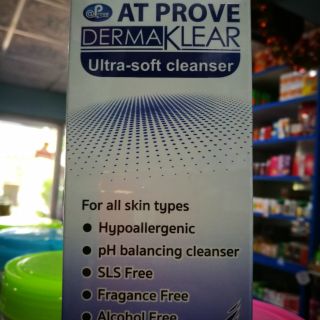 AT PROVE
DERMAKLEAR
Ultra-soft cleanser
For all skin types
Hypoallergenic
pH balancing cleanser
SLS Free
Fragance Free
Alcohol Free